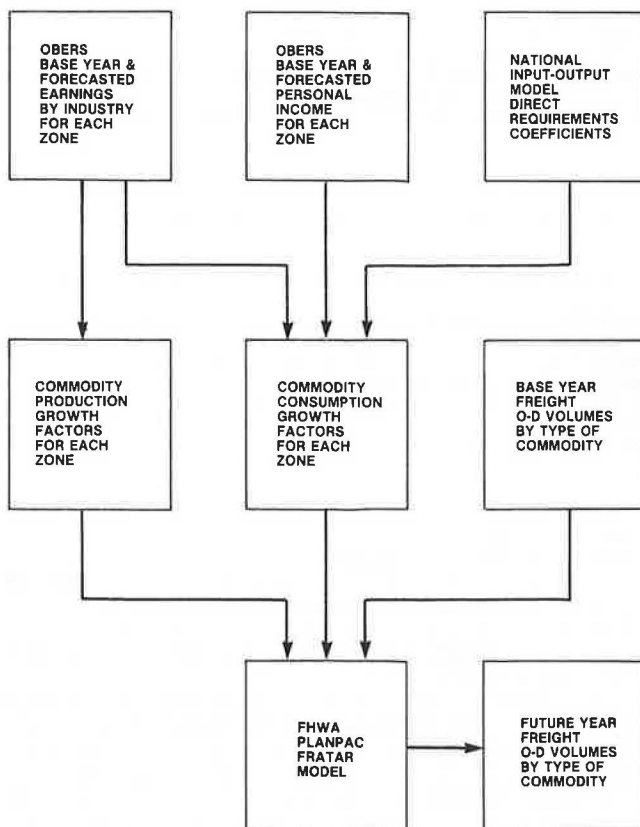 OBERS
BASE YEAR &
FORECASTED
EARNINGS
BY INDUSTRY
FOR EACH
ZONE
OBERS
BASE YEAR &
FORECASTED
PERSONAL
INCOME
FOR EACH
ZONE
NATIONAL
INPUT-OUTPUT
MODEL
DIRECT
REQUIREMENTS
COEFFICIENTS
COMMODITY
PRODUCTION
GROWTH
FACTORS
FOR EACH
ZONE
COMMODITY
CONSUMPTION
GROWTH
FACTORS
FOR EACH
ZONE
BASE YEAR
FREIGHT
O-D VOLUMES
BY TYPE OF
COMMODITY
FHWA
PLANPAC
FRATAR
MODEL
FUTURE YEAR
FREIGHT
O-D VOLUMES
BY TYPE OF
COMMODITY